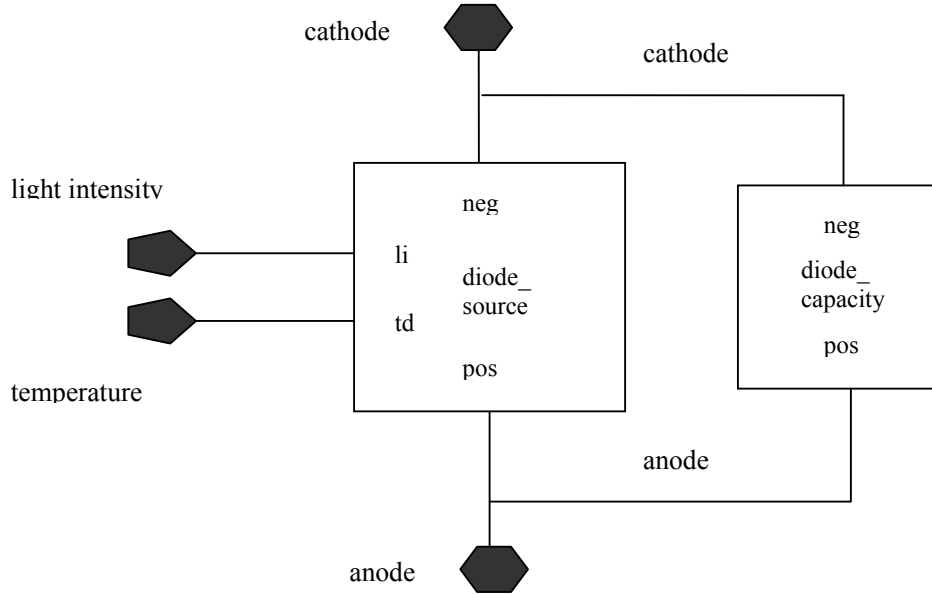 cathode
cathode
light intensity
neg
neg
li
diode_
source
diode_
capacity
td
pos
pos
temperature
anode
anode